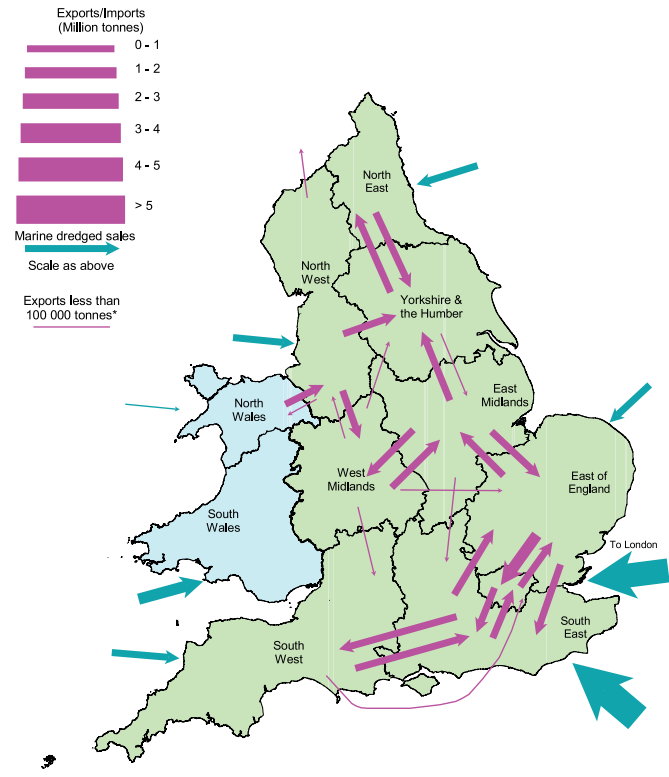 Exports/Imports
(Million tonnes)
0 - 1
1 - 2
2 - 3
3 - 4
4 - 5
> 5
Marine dredged sales
Scale as above
Exports less than
100 000 tonnes*
North
East
North
West
Yorkshire &
the Humber
North
Wales
East
Midlands
West
Midlands
East of
England
South
Wales
To London
South
East
South
West